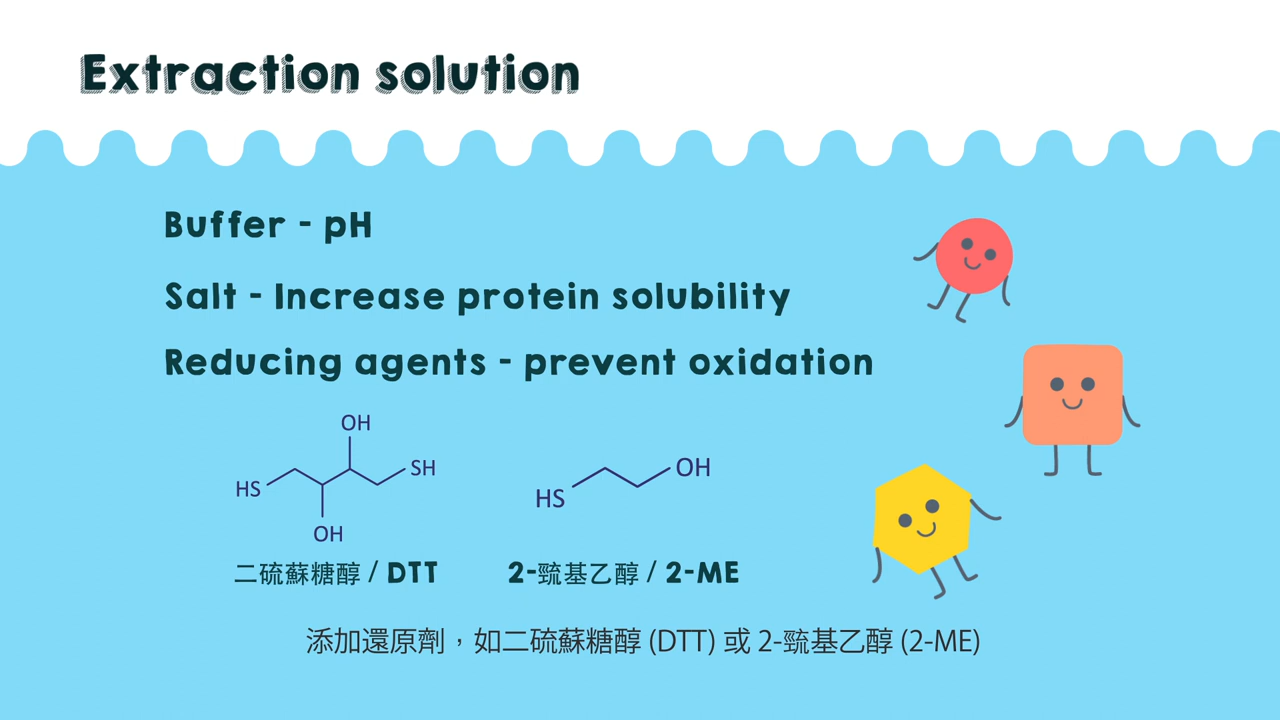 Extraction solution
Buffer - pH
Salt - Increase protein solubility
Reducing agents - prevent oxidation
OH
HS
SH
OH
HS
OH
二硫蘇糖醇 / DTT
2-巰基乙醇 / 2-ME
添加還原劑，如二硫蘇糖醇 (DTT) 或 2-巰基乙醇 (2-ME)